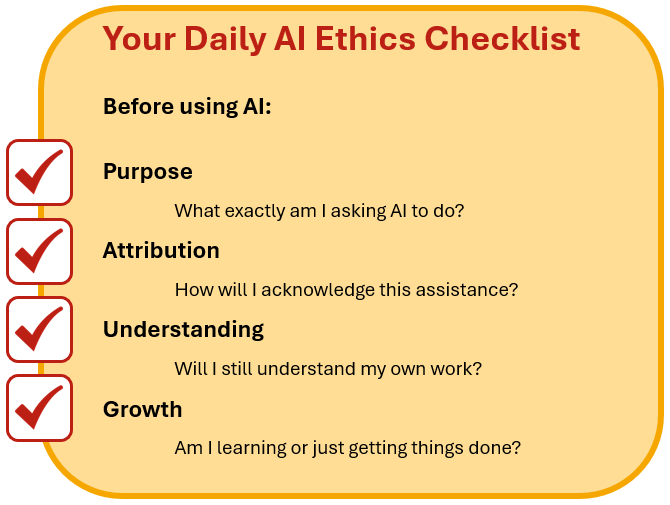 Your Daily AI Ethics Checklist
Before using AI:
Purpose
What exactly am I asking AI to do?
Attribution
How will I acknowledge this assistance?
Understanding
Will I still understand my own work?
Growth
Am I learning or just getting things done?